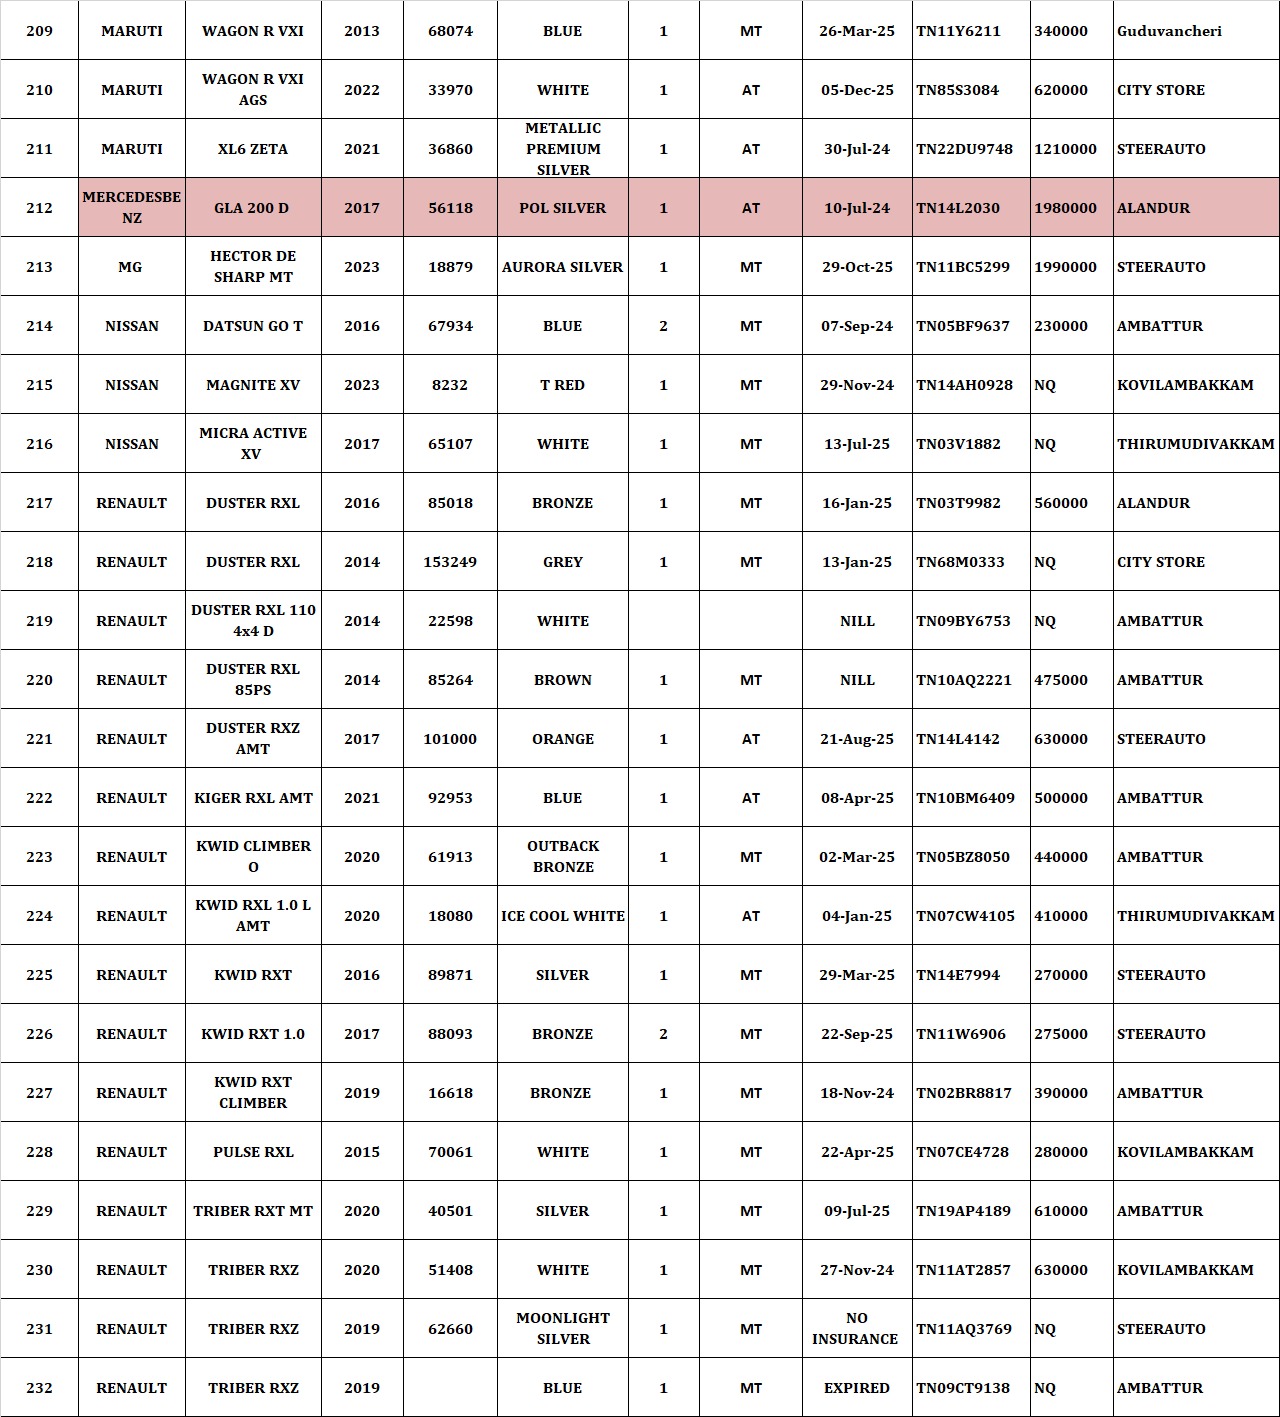 209 MARUTI WAGON R VXI 2013 68074 BLUE 1 MT 26-Mar-25 TN11Y6211 340000 Guduvancheri
210 MARUTI WAGON R VXI AGS 2022 33970 WHITE 1 AT 05-Dec-25 TN85S3084 620000 CITY STORE
211 MARUTI XL6 ZETA 2021 36860 METALLIC PREMIUM SILVER 1 AT 30-Jul-24 TN22DU9748 1210000 STEERAUTO
212 MERCEDESBENZ GLA 200 D 2017 56118 POL SILVER 1 AT 10-Jul-24 TN14L2030 1980000 ALANDUR
213 MG HECTOR DE SHARP MT 2023 18879 AURORA SILVER 1 MT 29-Oct-25 TN11BC5299 1990000 STEERAUTO
214 NISSAN DATSUN GO T 2016 67934 BLUE 2 MT 07-Sep-24 TN05BF9637 230000 AMBATTUR
215 NISSAN MAGNITE XV 2023 8232 T RED 1 MT 29-Nov-24 TN14AH0928 NQ KOVILAMBAKKAM
216 NISSAN MICRA ACTIVE XV 2017 65107 WHITE 1 MT 13-Jul-25 TN03V1882 NQ THIRUMUDIVAKKAM
217 RENAULT DUSTER RXL 2016 85018 BRONZE 1 MT 16-Jan-25 TN03T9982 560000 ALANDUR
218 RENAULT DUSTER RXL 2014 153249 GREY 1 MT 13-Jan-25 TN68M0333 NQ CITY STORE
219 RENAULT DUSTER RXL 110 4x4 D 2014 22598 WHITE NILL TN09BY6753 NQ AMBATTUR
220 RENAULT DUSTER RXL 85PS 2014 85264 BROWN 1 MT NILL TN10AQ2221 475000 AMBATTUR
221 RENAULT DUSTER RXZ AMT 2017 101000 ORANGE 1 AT 21-Aug-25 TN14L4142 630000 STEERAUTO
222 RENAULT KIGER RXL AMT 2021 92953 BLUE 1 AT 08-Apr-25 TN10BM6409 500000 AMBATTUR
223 RENAULT KWID CLIMBER O 2020 61913 OUTBACK BRONZE 1 MT 02-Mar-25 TN05BZ8050 440000 AMBATTUR
224 RENAULT KWID RXL 1.0 L AMT 2020 18080 ICE COOL WHITE 1 AT 04-Jan-25 TN07CW4105 410000 THIRUMUDIVAKKAM
225 RENAULT KWID RXT 2016 89871 SILVER 1 MT 29-Mar-25 TN14E7994 270000 STEERAUTO
226 RENAULT KWID RXT 1.0 2017 88093 BRONZE 2 MT 22-Sep-25 TN11W6906 275000 STEERAUTO
227 RENAULT KWID RXT CLIMBER 2019 16618 BRONZE 1 MT 18-Nov-24 TN02BR8817 390000 AMBATTUR
228 RENAULT PULSE RXL 2015 70061 WHITE 1 MT 22-Apr-25 TN07CE4728 280000 KOVILAMBAKKAM
229 RENAULT TRIBER RXT MT 2020 40501 SILVER 1 MT 09-Jul-25 TN19AP4189 610000 AMBATTUR
230 RENAULT TRIBER RXZ 2020 51408 WHITE 1 MT 27-Nov-24 TN11AT2857 630000 KOVILAMBAKKAM
231 RENAULT TRIBER RXZ 2019 62660 MOONLIGHT SILVER 1 MT NO INSURANCE TN11AQ3769 NQ STEERAUTO
232 RENAULT TRIBER RXZ 2019 BLUE 1 MT EXPIRED TN09CT9138 NQ AMBATTUR